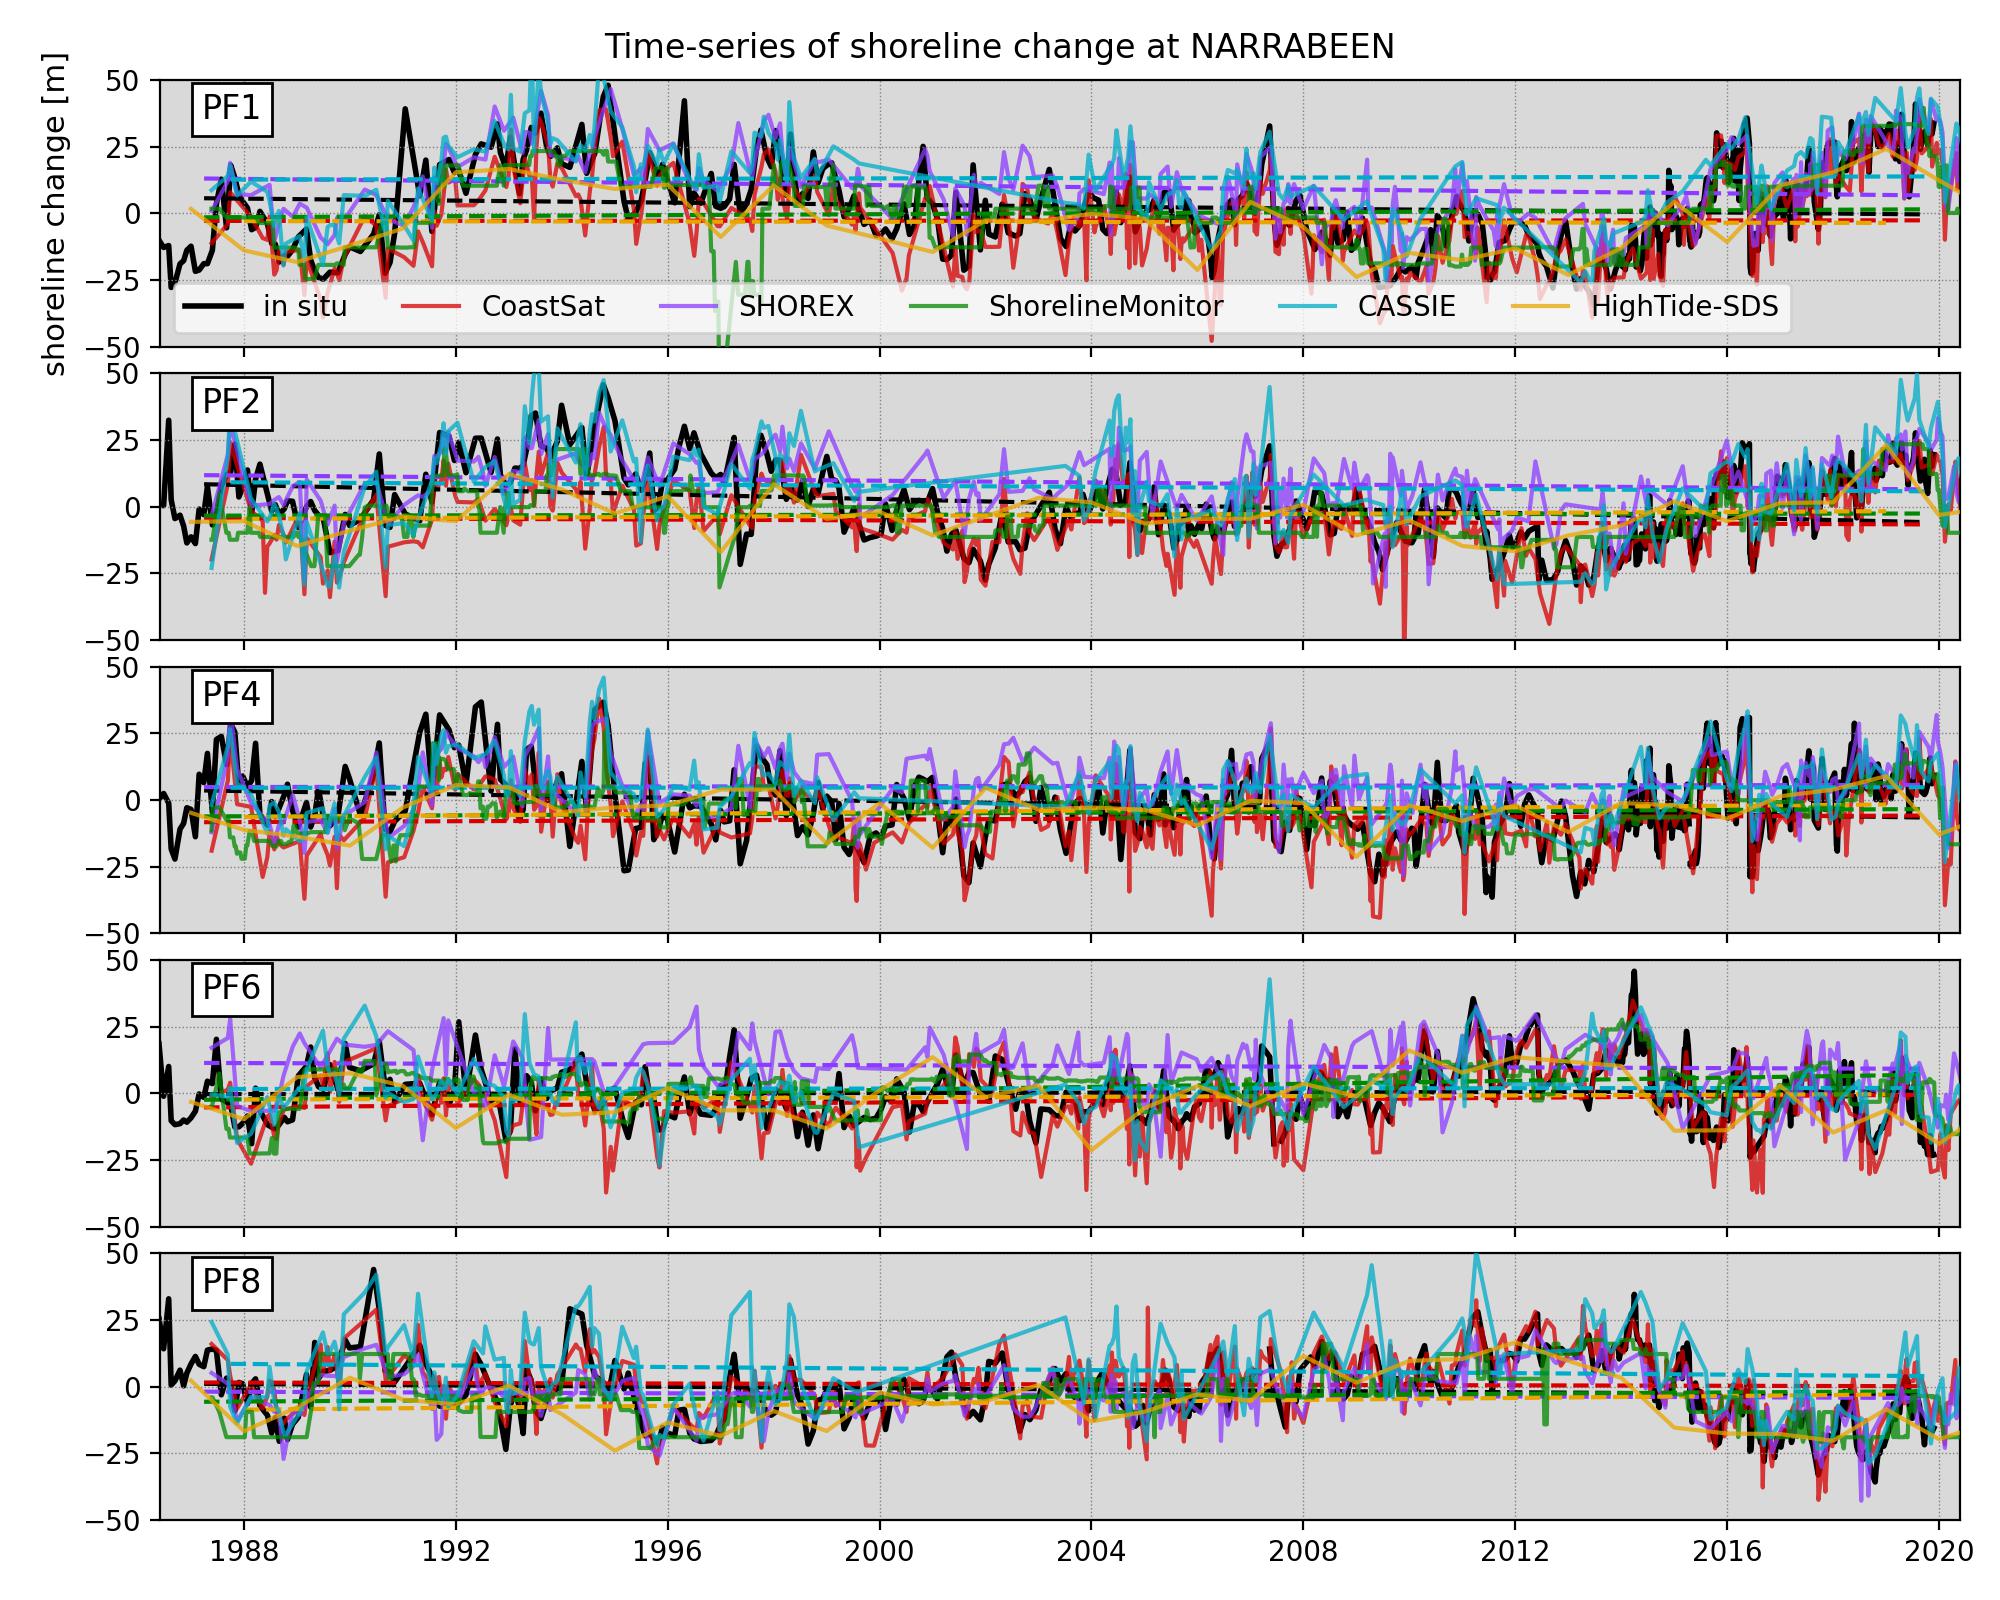 Time-series of shoreline change at NARRABEEN
shoreline change [m]
50
25
0
−25
−50
PF1
in situ CoastSat SHOREX ShorelineMonitor CASSIE HighTide-SDS
50
25
0
−25
−50
PF2
50
25
0
−25
−50
PF4
50
25
0
−25
−50
PF6
50
25
0
−25
−50
PF8
1988 1992 1996 2000 2004 2008 2012 2016 2020